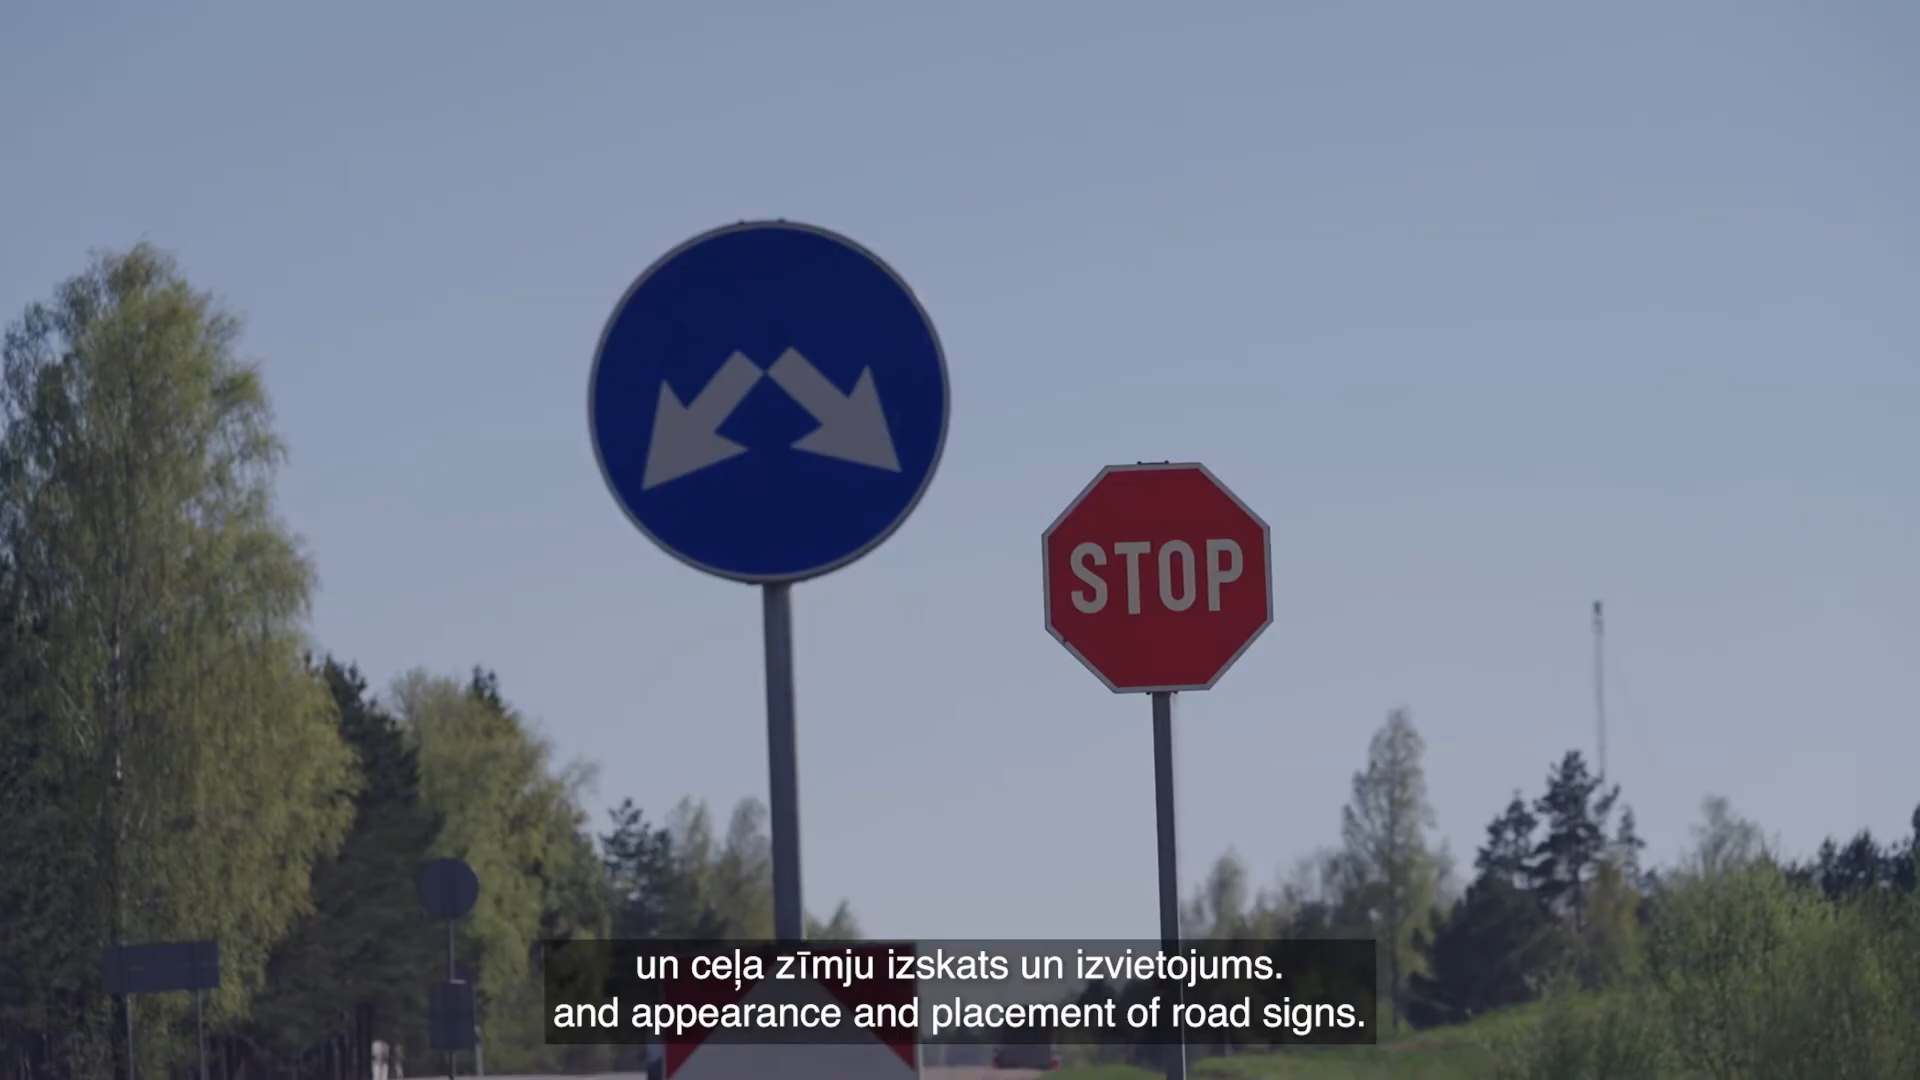 STOP
un ceļa zīmju izskats un izvietojums.
and appearance and placement of road signs.